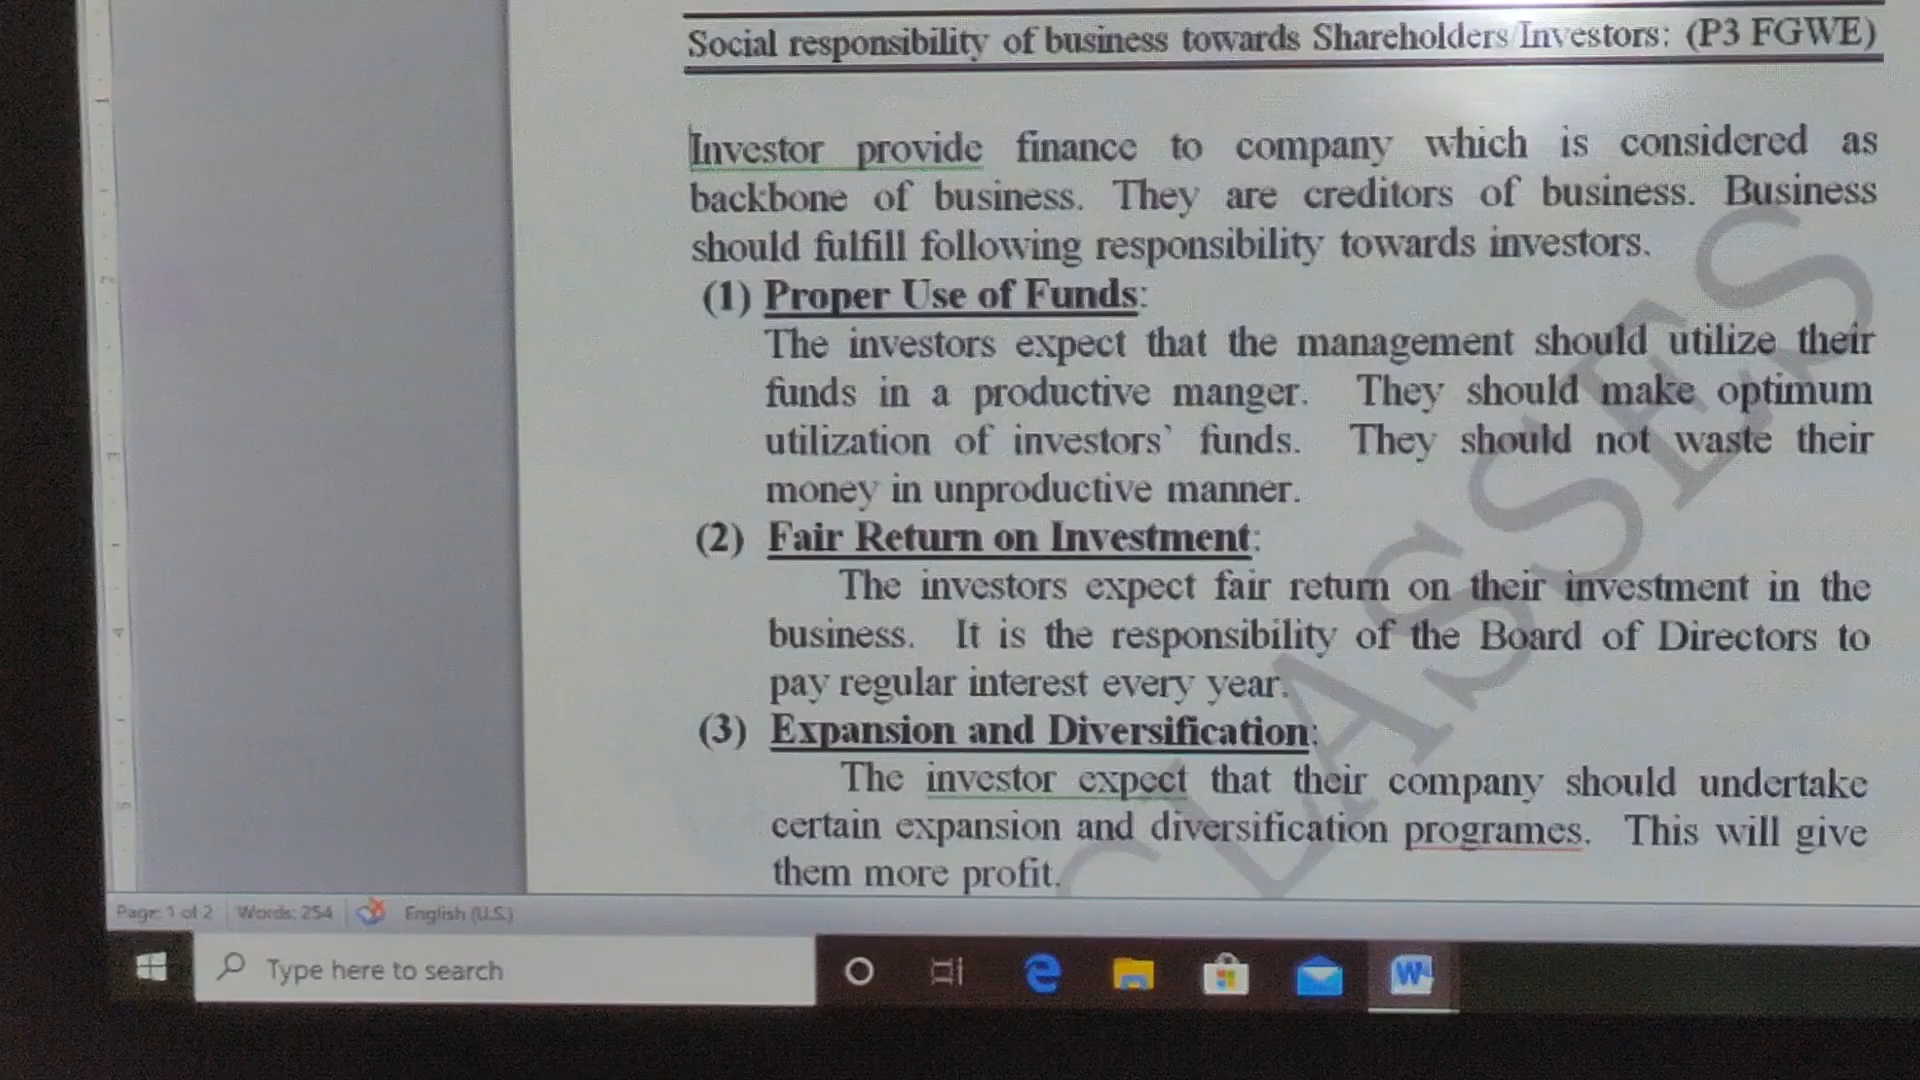 Social responsibility of business towards Shareholders/Investors: (P3 FGWE)
Investor provide finance to company which is considered as
backbone of business. They are creditors of business. Business
should fulfill following responsibility towards investors.
(1) Proper Use of Funds:
The investors expect that the management should utilize their
funds in a productive manger. They should make optimum
utilization of investors' funds. They should not waste their
money in unproductive manner.
(2) Fair Return on Investment:
The investors expect fair return on their investment in the
business. It is the responsibility of the Board of Directors to
pay regular interest every year.
(3) Expansion and Diversification:
The investor expect that their company should undertake
certain expansion and diversification programes. This will give
them more profit.
CLASSES
Page: 1 of 2 Words: 254 English (U.S.)
Type here to search